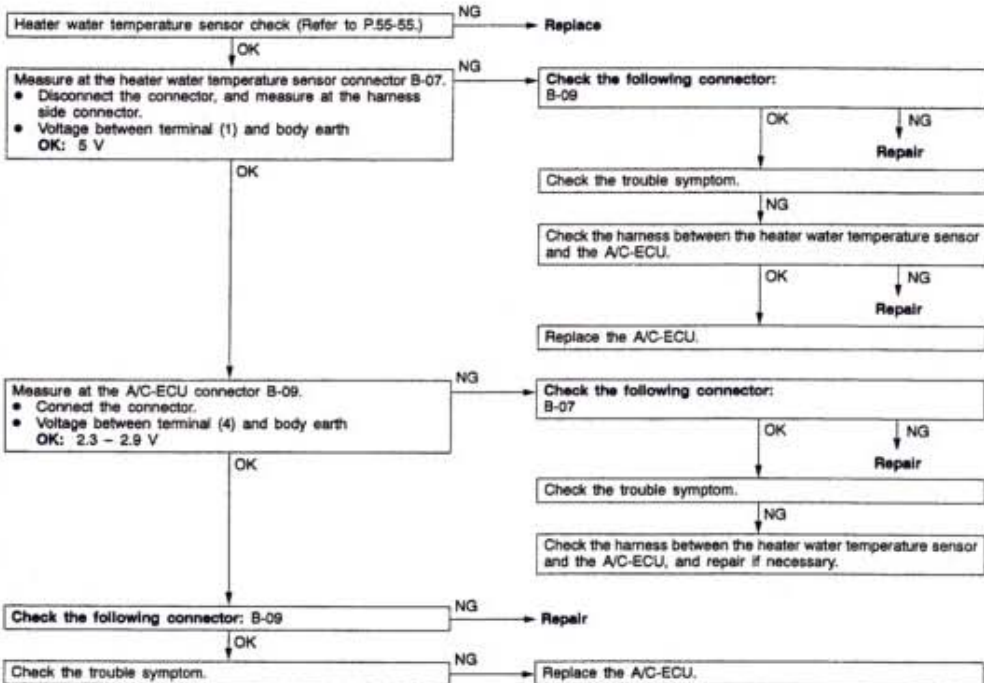 Heater water temperature sensor check (Refer to P.55-55.)
NG
Replace
OK
Measure at the heater water temperature sensor connector B-07.
• Disconnect the connector, and measure at the harness
side connector.
• Voltage between terminal (1) and body earth
OK: 5 V
NG
Check the following connector:
B-09
OK
NG
Repair
Check the trouble symptom.
NG
Check the harness between the heater water temperature sensor
and the A/C-ECU.
OK
NG
Repair
Replace the A/C-ECU.
OK
Measure at the A/C-ECU connector B-09.
• Connect the connector.
• Voltage between terminal (4) and body earth
OK: 2.3 – 2.9 V
NG
Check the following connector:
B-07
OK
NG
Repair
Check the trouble symptom.
NG
Check the harness between the heater water temperature sensor
and the A/C-ECU, and repair if necessary.
OK
Check the following connector: B-09
NG
Repair
OK
Check the trouble symptom.
NG
Replace the A/C-ECU.